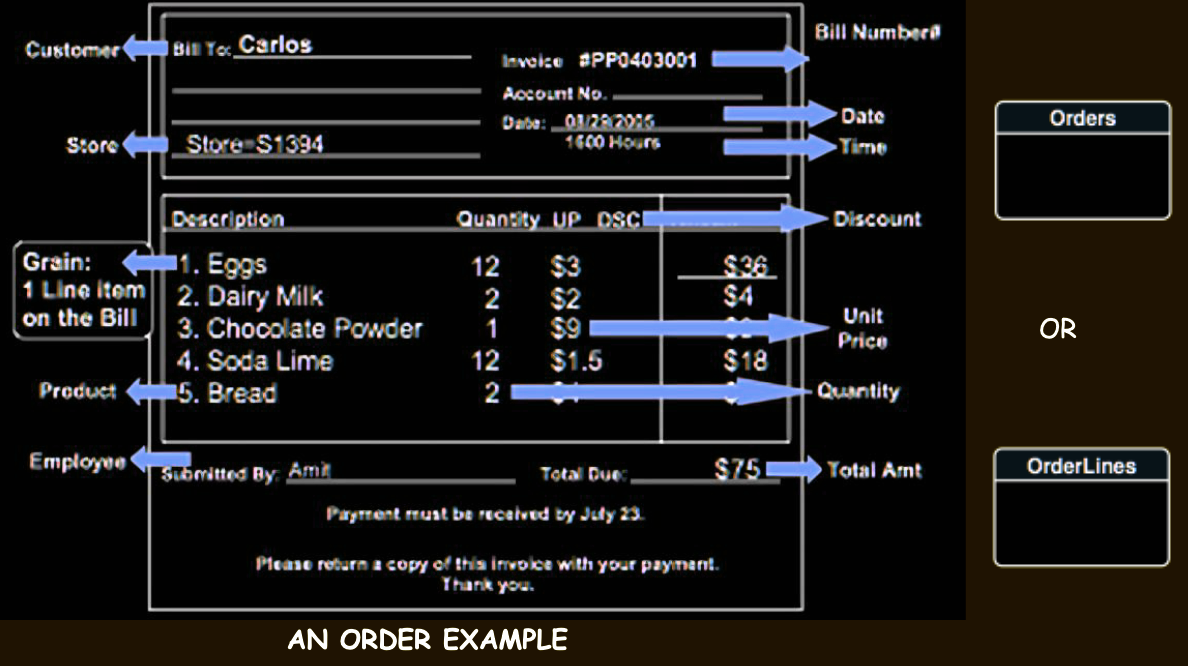 Bill Number#
Customer
Bill To: Carlos
Invoice #PP0403001
Account No.
Date: 08/29/2005
Date
1600 Hours
Time
Store
Store=S1394
Orders
Description Quantity UP DSC
Discount
Grain:
1 Line item
on the Bill
1. Eggs 12 $3 $36
2. Dairy Milk 2 $2 $4
3. Chocolate Powder 1 $9
Unit
Price
OR
4. Soda Lime 12 $1.5 $18
Product
5. Bread 2
Quantity
Employee
Submitted By: Amit
Total Due: $75
Total Amt
OrderLines
Payment must be received by July 23.
Please return a copy of this invoice with your payment.
Thank you.
AN ORDER EXAMPLE